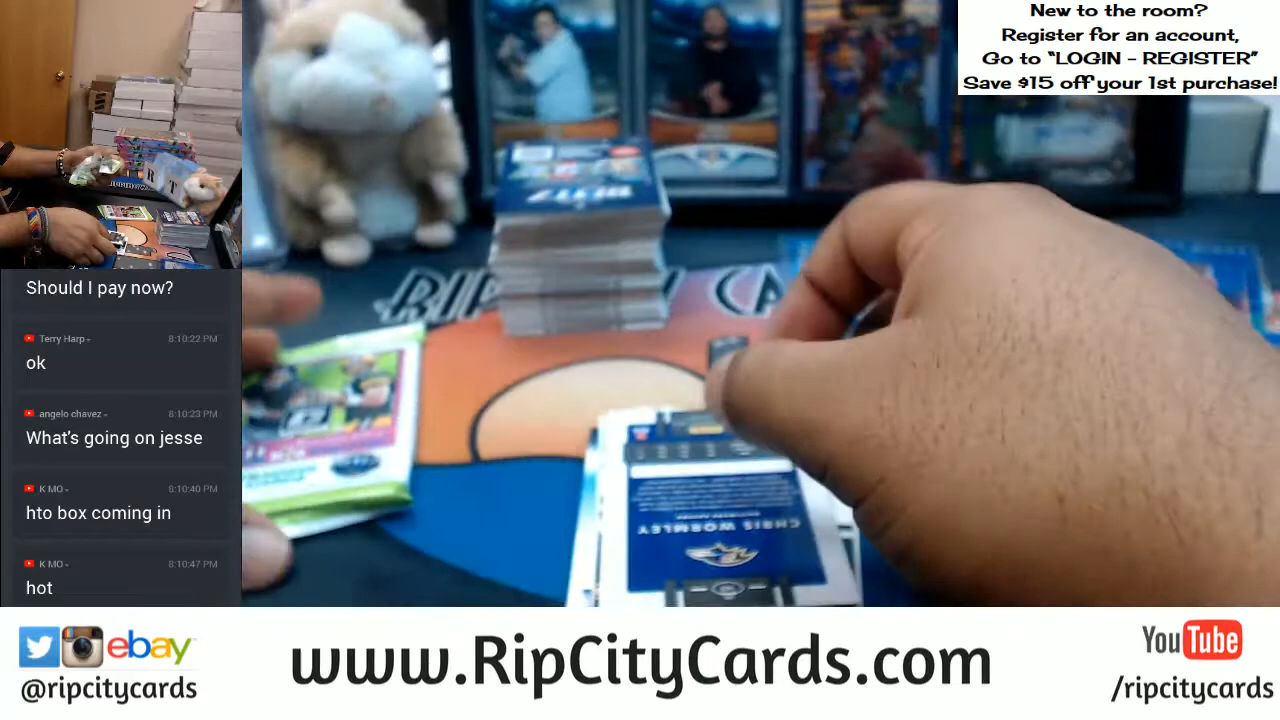 New to the room?
Register for an account,
Go to "LOGIN - REGISTER"
Save $15 off your 1st purchase!
Should I pay now?
Terry Harp
8:10:22 PM
ok
angelo chavez
8:10:23 PM
What's going on jesse
K MO
8:10:40 PM
hto box coming in
K MO
8:10:47 PM
hot
RIP
CHRIS WORMLEY
ebay
@ripcitycards
www.RipCityCards.com
YouTube
/ripcitycards